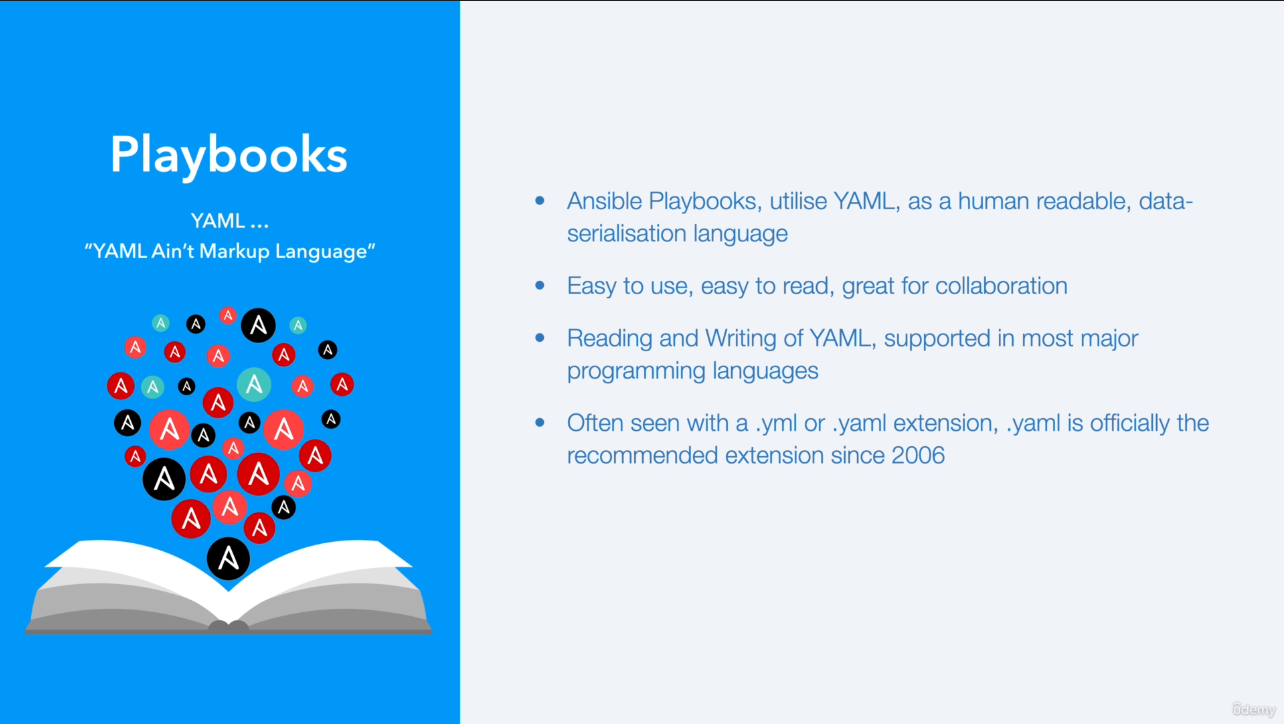 Playbooks
YAML ...
“YAML Ain’t Markup Language”
• Ansible Playbooks, utilise YAML, as a human readable, data-
serialisation language
• Easy to use, easy to read, great for collaboration
• Reading and Writing of YAML, supported in most major
programming languages
• Often seen with a .yml or .yaml extension, .yaml is officially the
recommended extension since 2006
ûdemy